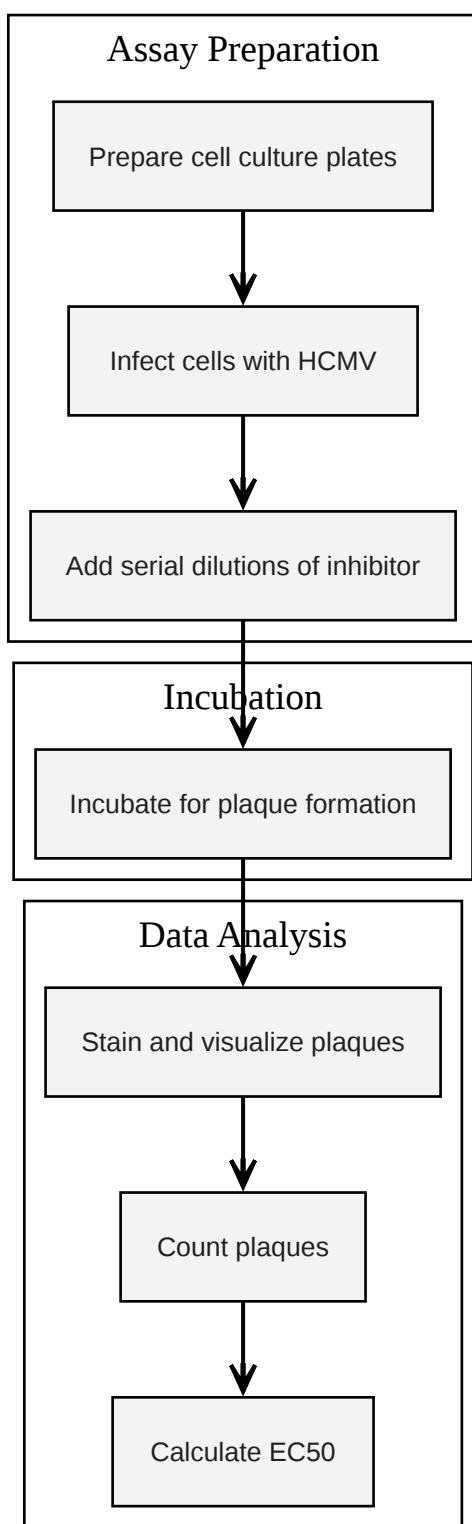 Assay Preparation
Prepare cell culture plates
Infect cells with HCMV
Add serial dilutions of inhibitor
Incubation
Incubate for plaque formation
Data Analysis
Stain and visualize plaques
Count plaques
Calculate EC50